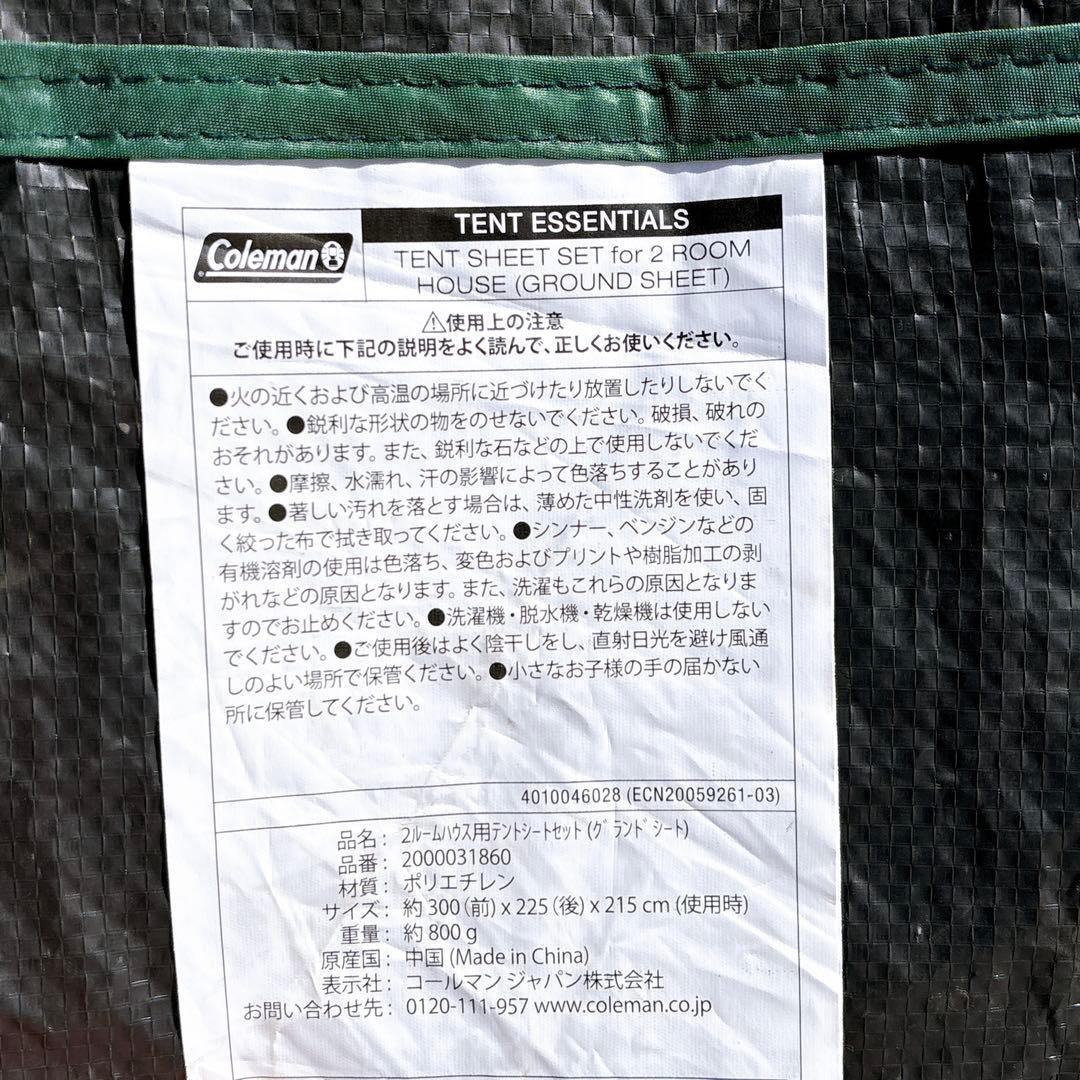 Coleman
TENT ESSENTIALS
TENT SHEET SET for 2 ROOM
HOUSE (GROUND SHEET)
⚠使用上の注意
ご使用時に下記の説明をよく読んで、正しくお使いください。
●火の近くおよび高温の場所に近づけたり放置したりしないでく
ださい。●鋭利な形状の物をのせないでください。破損、破れの
おそれがあります。また、鋭利な石などの上で使用しないでくだ
さい。●摩擦、水濡れ、汗の影響によって色落ちすることがあり
ます。●著しい汚れを落とす場合は、薄めた中性洗剤を使い、固
く絞った布で拭き取ってください。●シンナー、ベンジンなどの
有機溶剤の使用は色落ち、変色およびプリントや樹脂加工の剥
がれなどの原因となります。また、洗濯もこれらの原因となりま
すのでお止めください。●洗濯機・脱水機・乾燥機は使用しない
でください。●ご使用後はよく陰干しをし、直射日光を避け風通
しのよい場所で保管ください。●小さなお子様の手の届かない
所に保管してください。
4010046028 (ECN20059261-03)
品名： 2ﾙｰﾑﾊｳｽ用ﾃﾝﾄｼｰﾄｾｯﾄ (ｸﾞﾗﾝﾄﾞｼｰﾄ)
品番： 2000031860
材質： ポリエチレン
サイズ： 約 300 (前) x 225 (後) x 215 cm (使用時)
重量： 約 800 g
原産国： 中国 (Made in China)
表示社： コールマン ジャパン株式会社
お問い合わせ先： 0120-111-957 www.coleman.co.jp